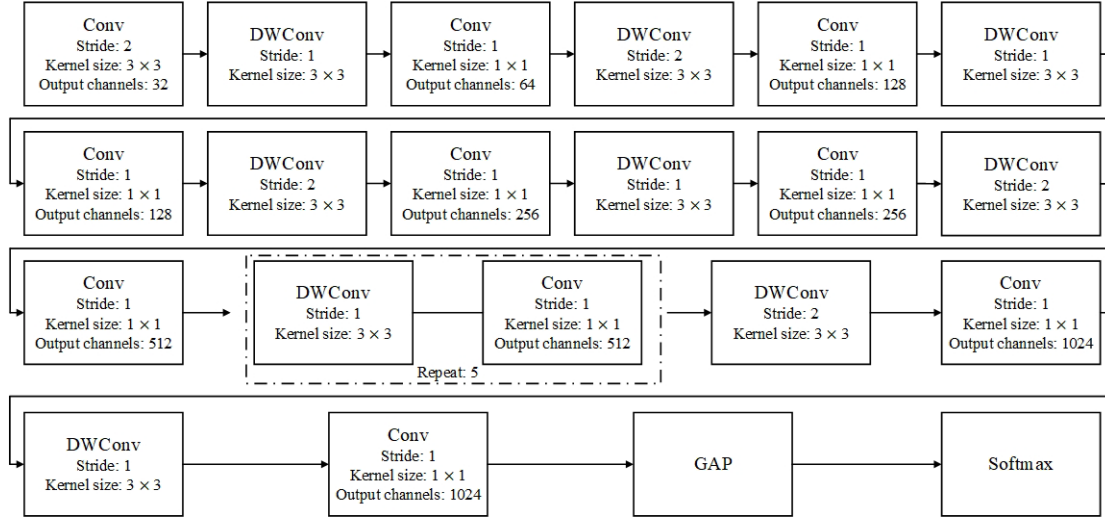 Conv
Stride: 2
Kernel size: 3 × 3
Output channels: 32
DWConv
Stride: 1
Kernel size: 3 × 3
Conv
Stride: 1
Kernel size: 1 × 1
Output channels: 64
DWConv
Stride: 2
Kernel size: 3 × 3
Conv
Stride: 1
Kernel size: 1 × 1
Output channels: 128
DWConv
Stride: 1
Kernel size: 3 × 3
Conv
Stride: 1
Kernel size: 1 × 1
Output channels: 128
DWConv
Stride: 2
Kernel size: 3 × 3
Conv
Stride: 1
Kernel size: 1 × 1
Output channels: 256
DWConv
Stride: 1
Kernel size: 3 × 3
Conv
Stride: 1
Kernel size: 1 × 1
Output channels: 256
DWConv
Stride: 2
Kernel size: 3 × 3
Conv
Stride: 1
Kernel size: 1 × 1
Output channels: 512
DWConv
Stride: 1
Kernel size: 3 × 3
Conv
Stride: 1
Kernel size: 1 × 1
Output channels: 512
Repeat: 5
DWConv
Stride: 2
Kernel size: 3 × 3
Conv
Stride: 1
Kernel size: 1 × 1
Output channels: 1024
DWConv
Stride: 1
Kernel size: 3 × 3
Conv
Stride: 1
Kernel size: 1 × 1
Output channels: 1024
GAP
Softmax